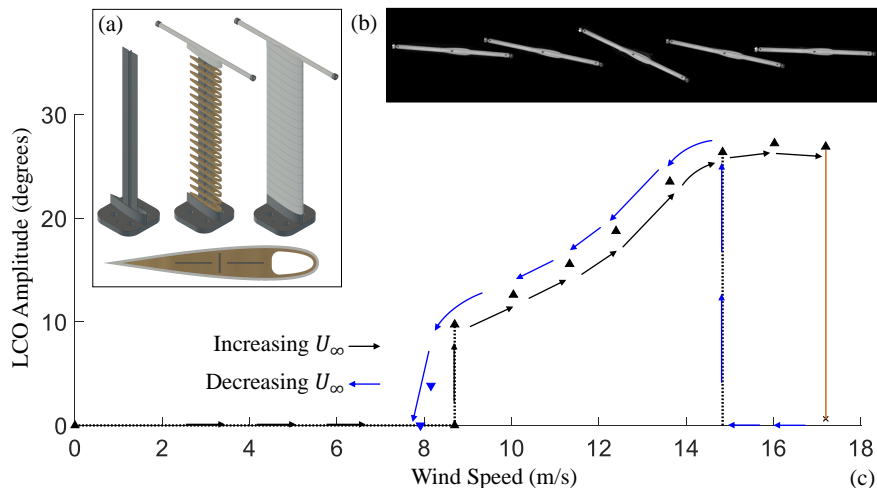 (a)
(b)
30
20
10
0
LCO Amplitude (degrees)
Increasing U∞
Decreasing U∞
0 2 4 6 8 10 12 14 16 18
Wind Speed (m/s)
(c)